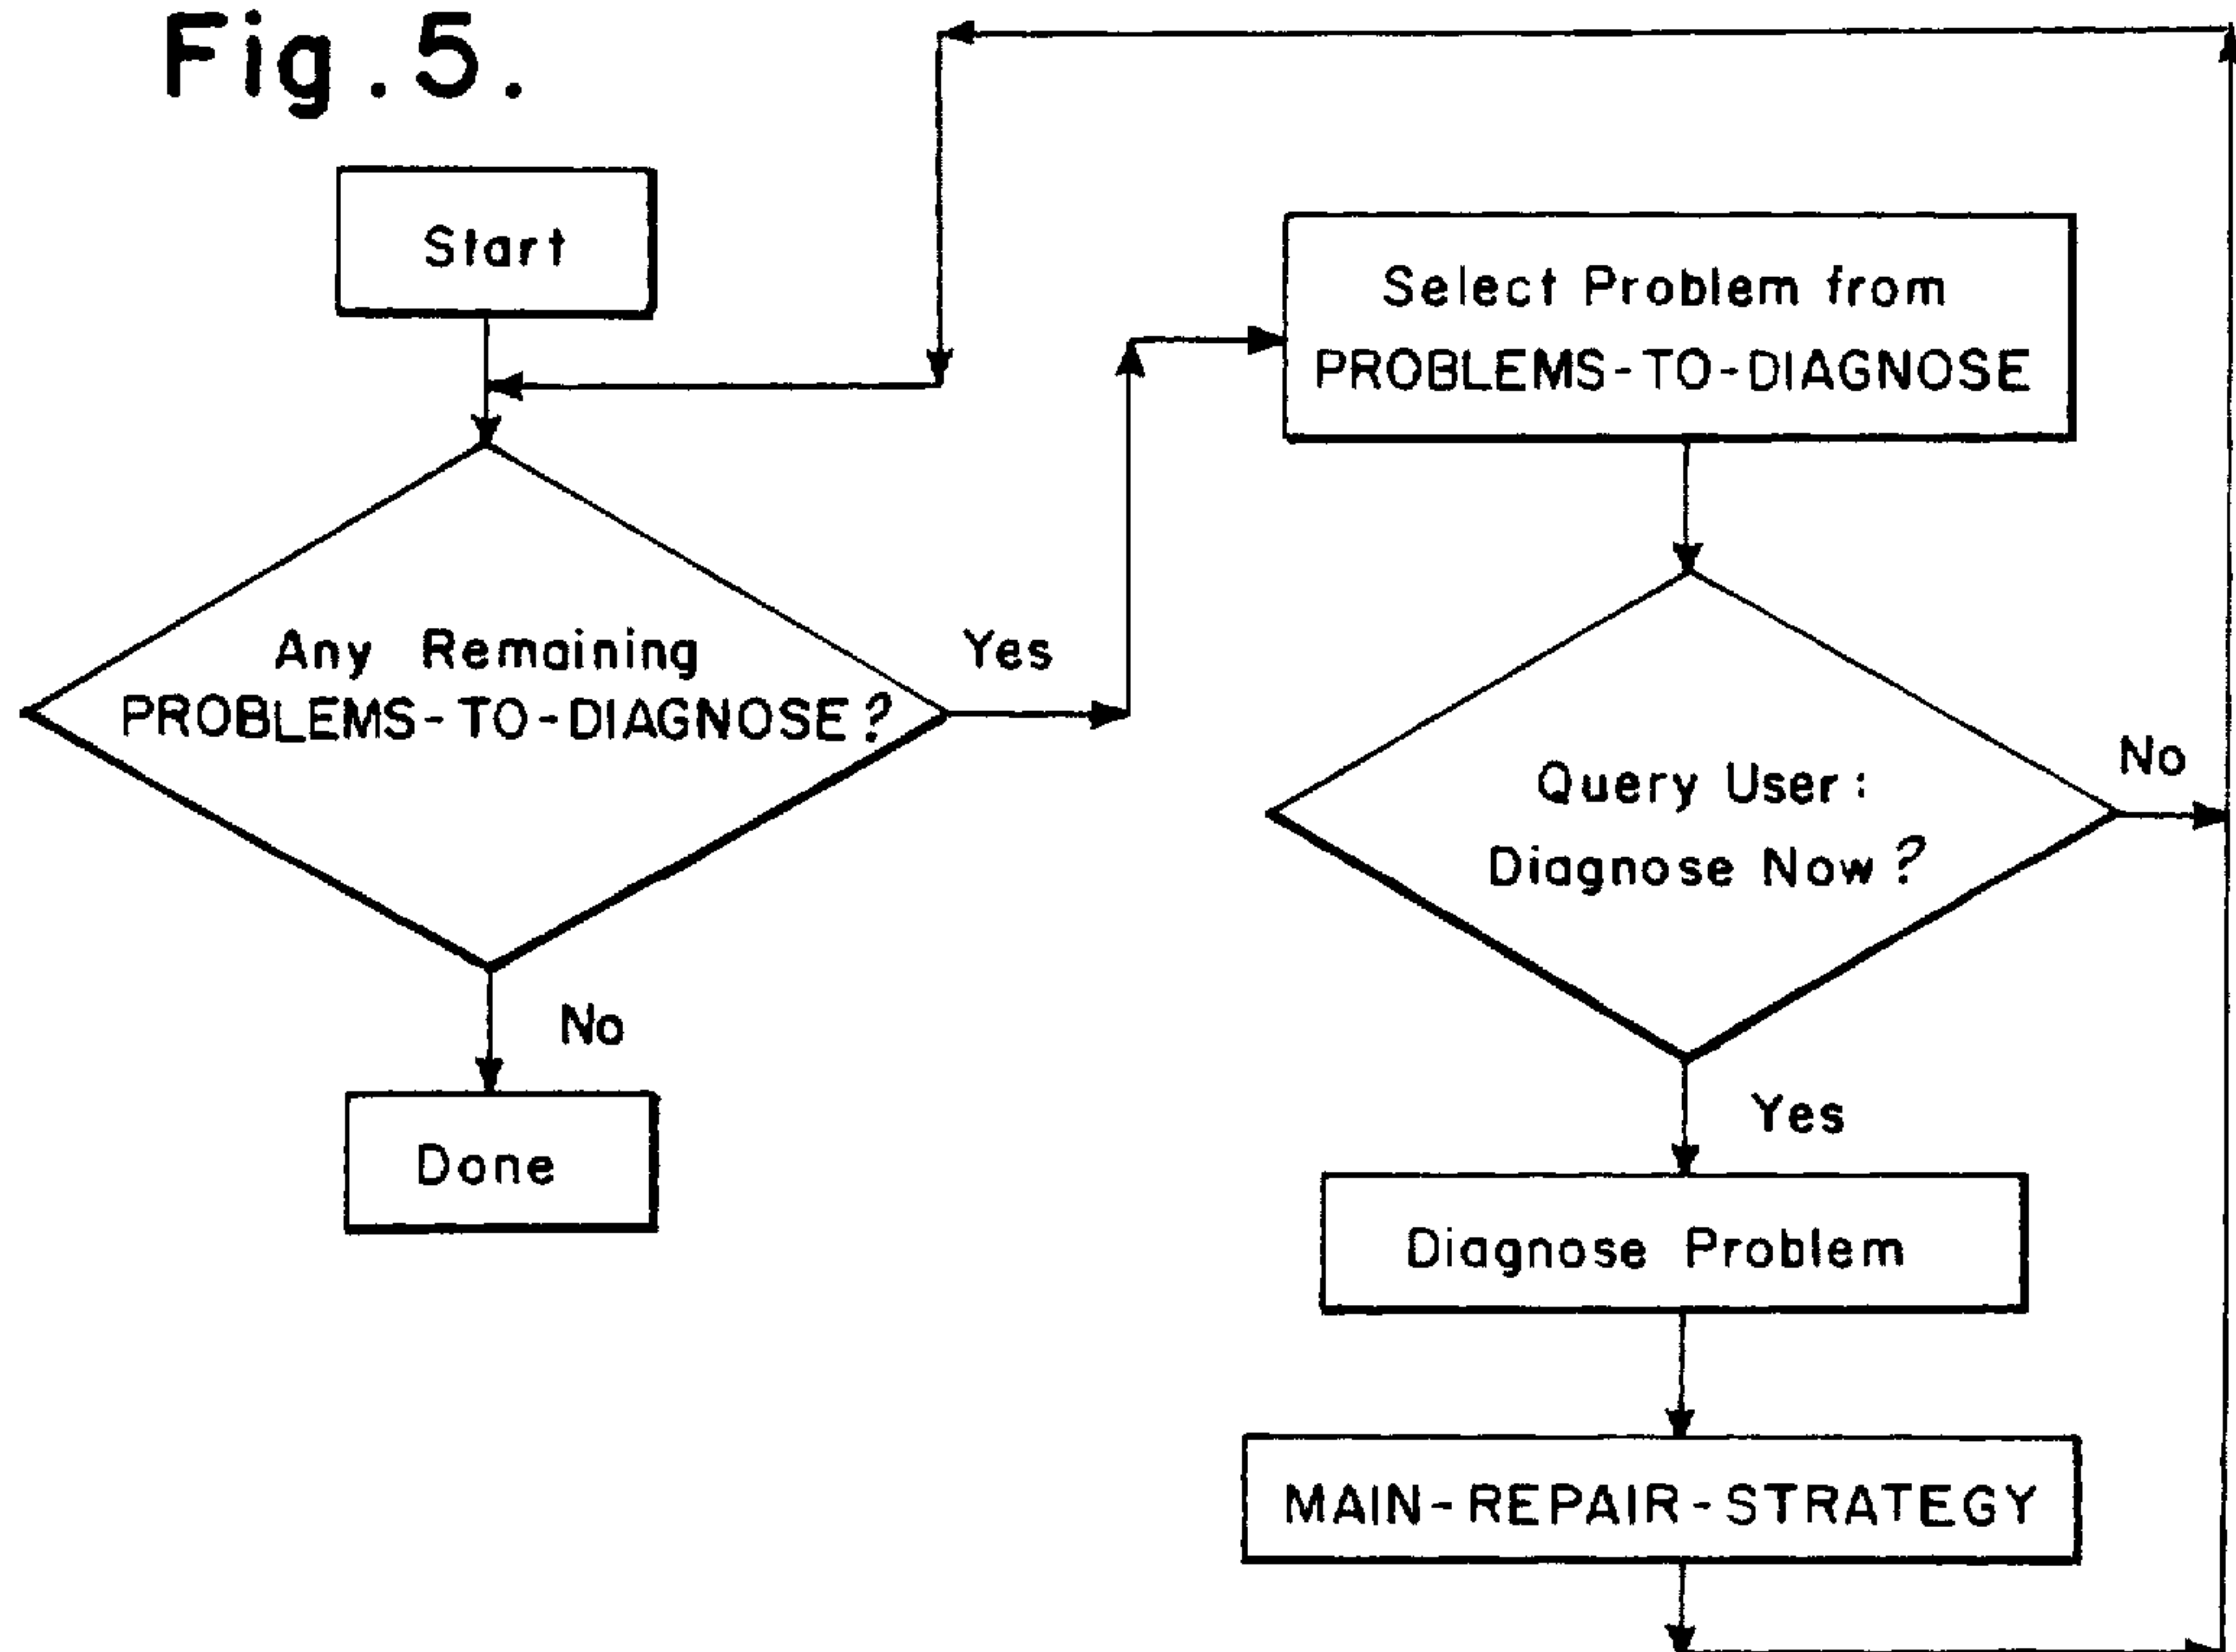 Fig.5.
Start
Any Remaining
PROBLEMS-TO-DIAGNOSE?
Yes
No
Done
Select Problem from
PROBLEMS-TO-DIAGNOSE
Query User:
Diagnose Now?
No
Yes
Diagnose Problem
MAIN-REPAIR-STRATEGY